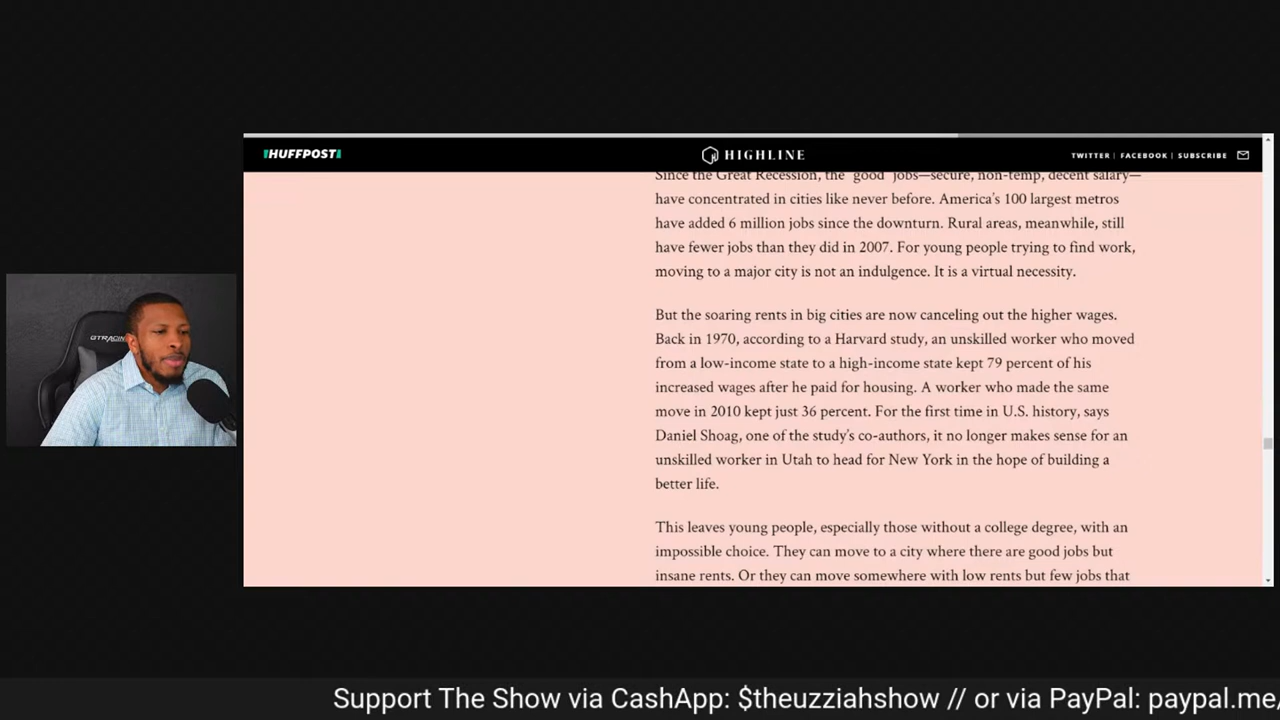 HUFFPOST
HIGHLINE
TWITTER | FACEBOOK | SUBSCRIBE
Since the Great Recession, the "good" jobs—secure, non-temp, decent salary—
have concentrated in cities like never before. America's 100 largest metros
have added 6 million jobs since the downturn. Rural areas, meanwhile, still
have fewer jobs than they did in 2007. For young people trying to find work,
moving to a major city is not an indulgence. It is a virtual necessity.
But the soaring rents in big cities are now canceling out the higher wages.
Back in 1970, according to a Harvard study, an unskilled worker who moved
from a low-income state to a high-income state kept 79 percent of his
increased wages after he paid for housing. A worker who made the same
move in 2010 kept just 36 percent. For the first time in U.S. history, says
Daniel Shoag, one of the study's co-authors, it no longer makes sense for an
unskilled worker in Utah to head for New York in the hope of building a
better life.
This leaves young people, especially those without a college degree, with an
impossible choice. They can move to a city where there are good jobs but
insane rents. Or they can move somewhere with low rents but few jobs that
GTRACING
Support The Show via CashApp: $theuzziahshow // or via PayPal: paypal.me/